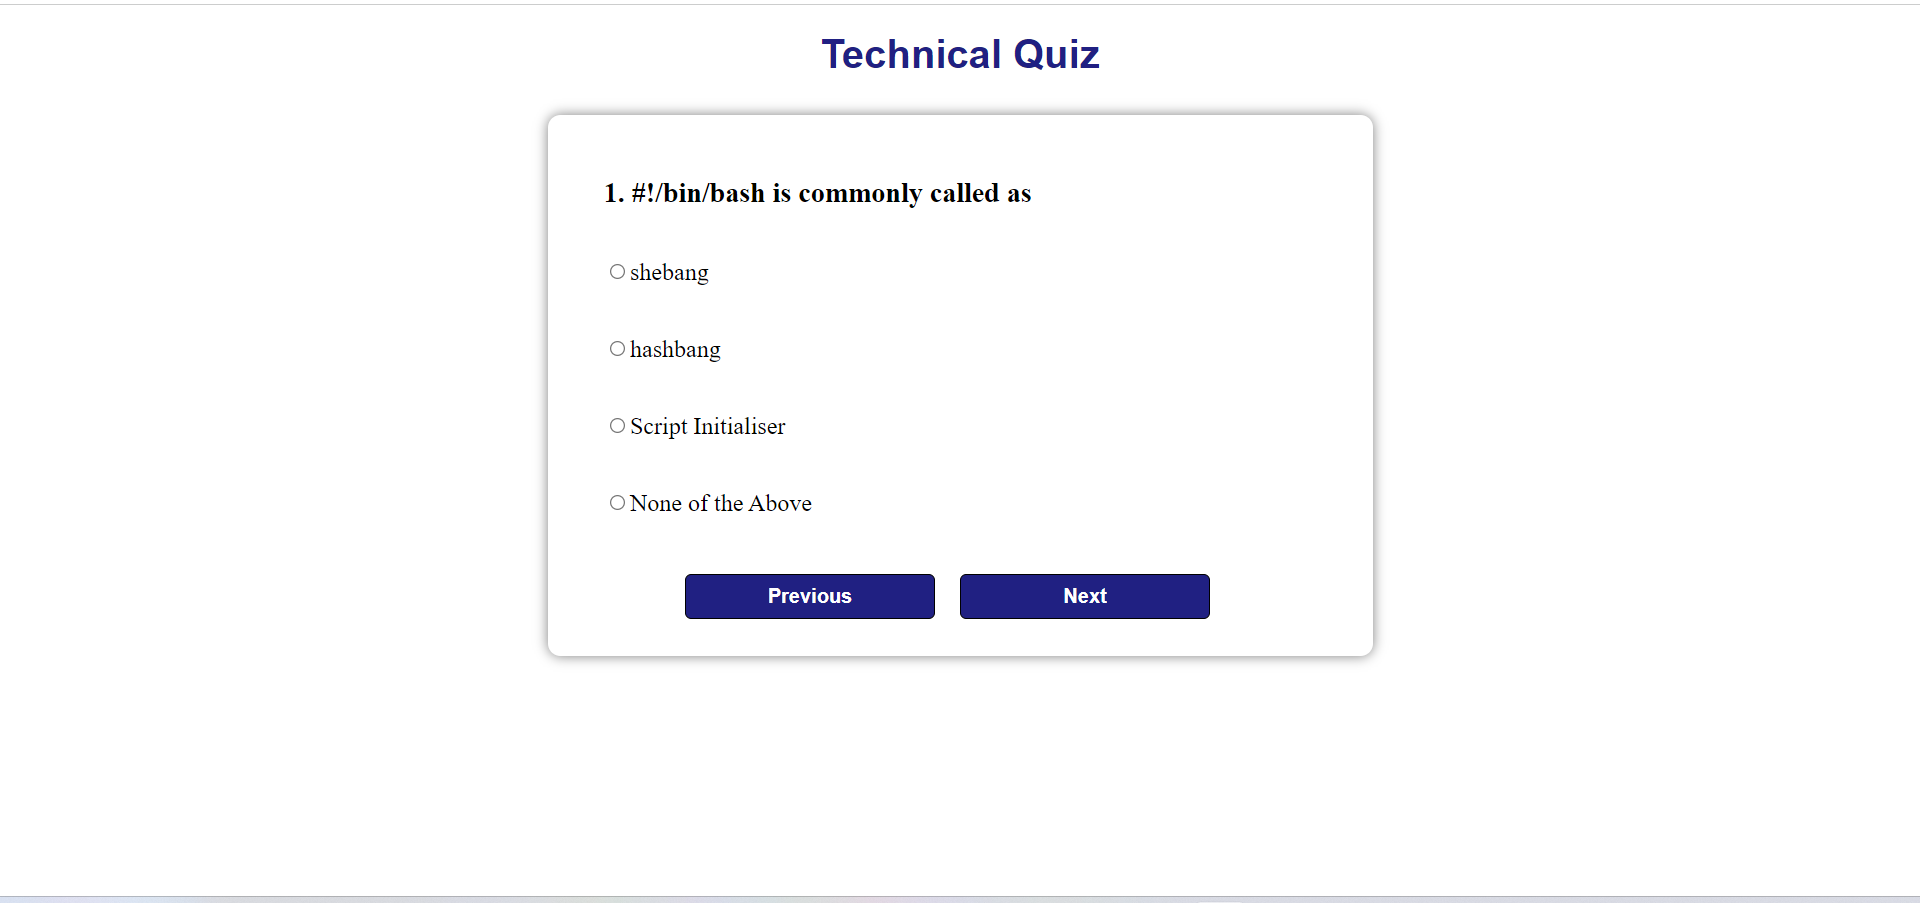 Technical Quiz
1. #!/bin/bash is commonly called as
shebang
hashbang
Script Initialiser
None of the Above
Previous
Next